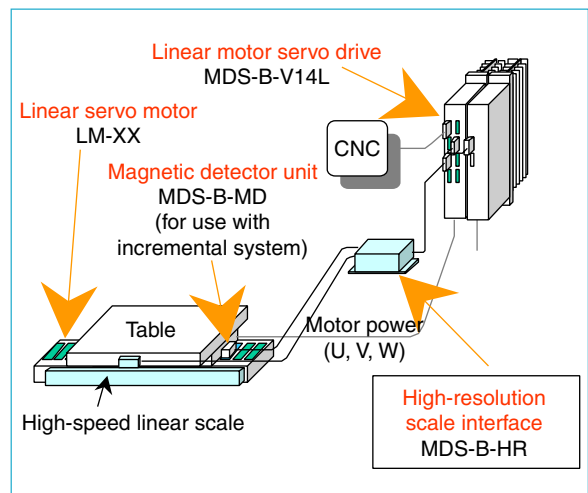 Linear motor servo drive
MDS-B-V14L
Linear servo motor
LM-XX
CNC
Magnetic detector unit
MDS-B-MD
(for use with
incremental system)
Table
Motor power
(U, V, W)
High-speed linear scale
High-resolution
scale interface
MDS-B-HR